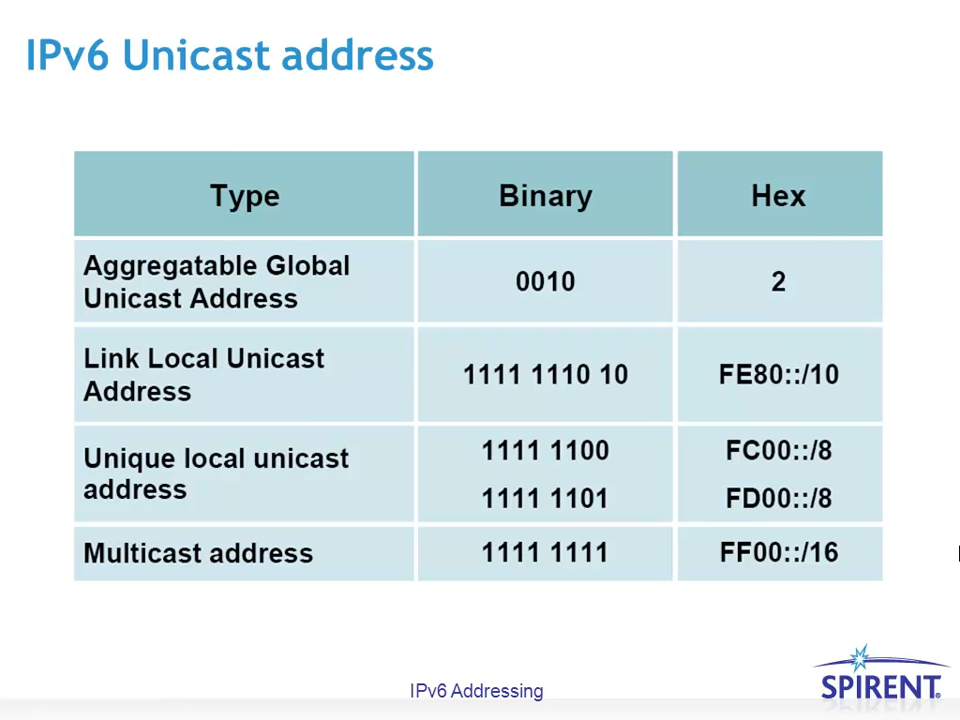 IPv6 Unicast address
Type Binary Hex
Aggregatable Global
Unicast Address
0010 2
Link Local Unicast
Address
1111 1110 10 FE80::/10
Unique local unicast
address
1111 1100 FC00::/8
1111 1101 FD00::/8
Multicast address 1111 1111 FF00::/16
IPv6 Addressing
SPIRENT®